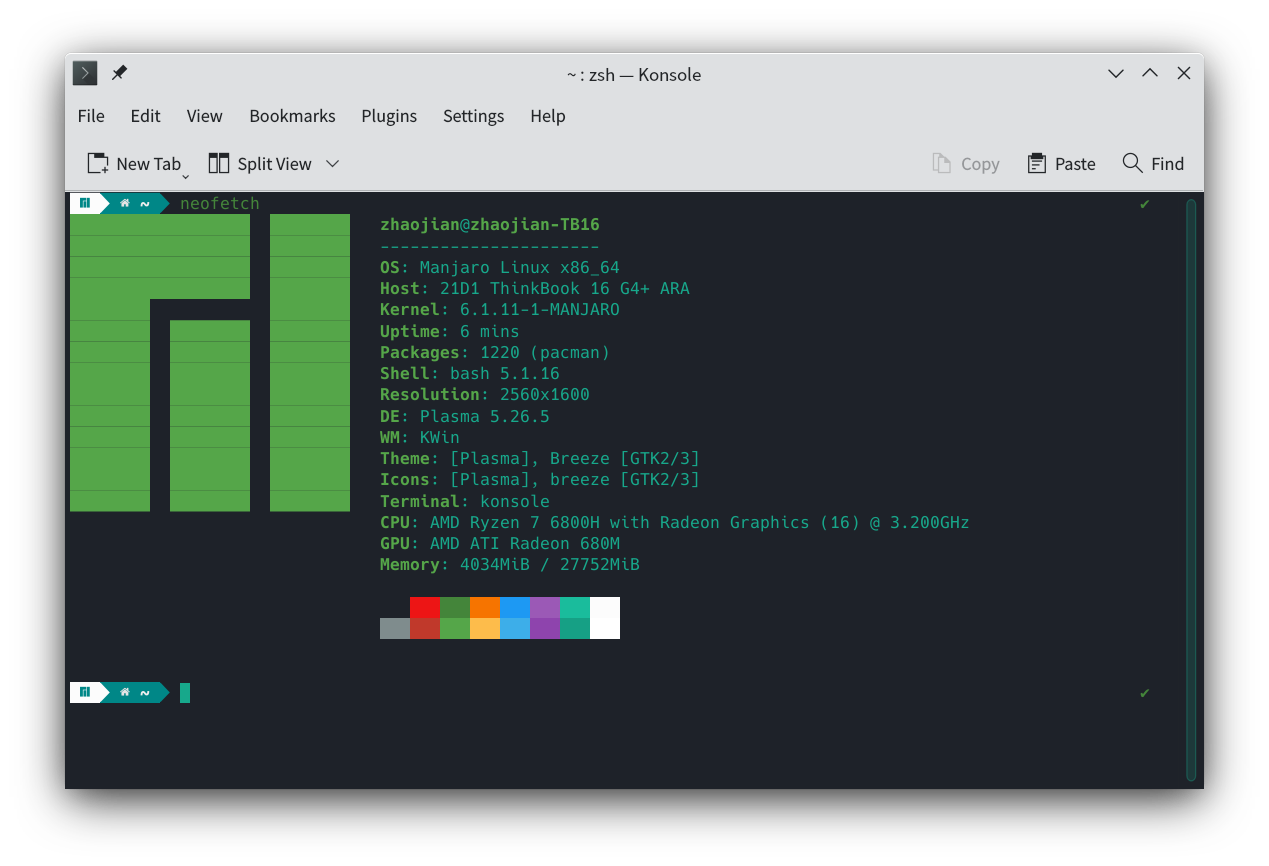 ~ : zsh — Konsole
File Edit View Bookmarks Plugins Settings Help
New Tab Split View Copy Paste Find
~ neofetch ✔
zhaojian@zhaojian-TB16
----------------------
OS: Manjaro Linux x86_64
Host: 21D1 ThinkBook 16 G4+ ARA
Kernel: 6.1.11-1-MANJARO
Uptime: 6 mins
Packages: 1220 (pacman)
Shell: bash 5.1.16
Resolution: 2560x1600
DE: Plasma 5.26.5
WM: KWin
Theme: [Plasma], Breeze [GTK2/3]
Icons: [Plasma], breeze [GTK2/3]
Terminal: konsole
CPU: AMD Ryzen 7 6800H with Radeon Graphics (16) @ 3.200GHz
GPU: AMD ATI Radeon 680M
Memory: 4034MiB / 27752MiB
~ ✔